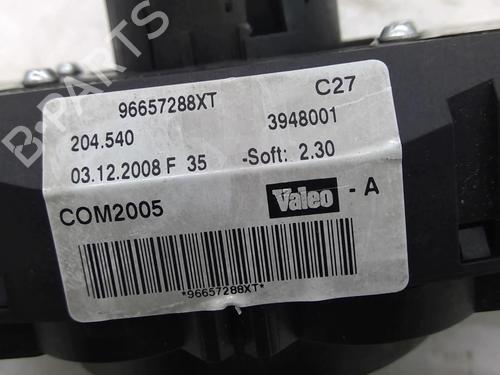 96657288XT C27
204.540 3948001
03.12.2008 F 35 -Soft: 2.30
COM2005 Valeo - A
*96657288XT*
B-PARTS